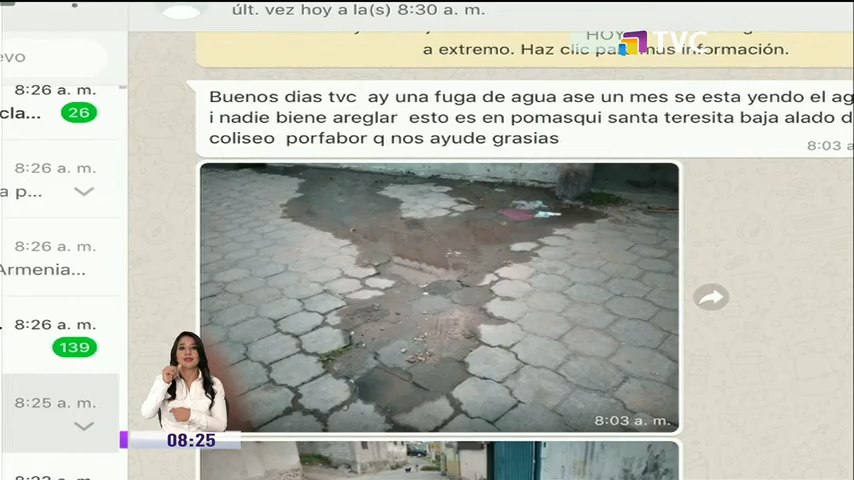 últ. vez hoy a la(s) 8:30 a. m.
HOY
TVC
a extremo. Haz clic más información.
evo
8:26 a. m.
cla... 26
8:26 a. m.
a p...
8:26 a. m.
Armenia...
8:26 a. m.
139
8:25 a. m.
Buenos dias tvc ay una fuga de agua ase un mes se esta yendo el ag
i nadie biene areglar esto es en pomasqui santa teresita baja alado d
coliseo porfabor q nos ayude grasias
8:03 a
8:03 a. m.
08:25